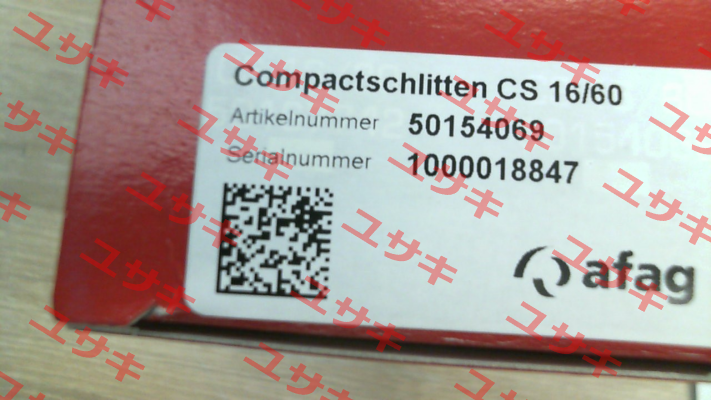 Compactschlitten CS 16/60
Artikelnummer 50154069
Serialnummer 1000018847
afag
ユサキ